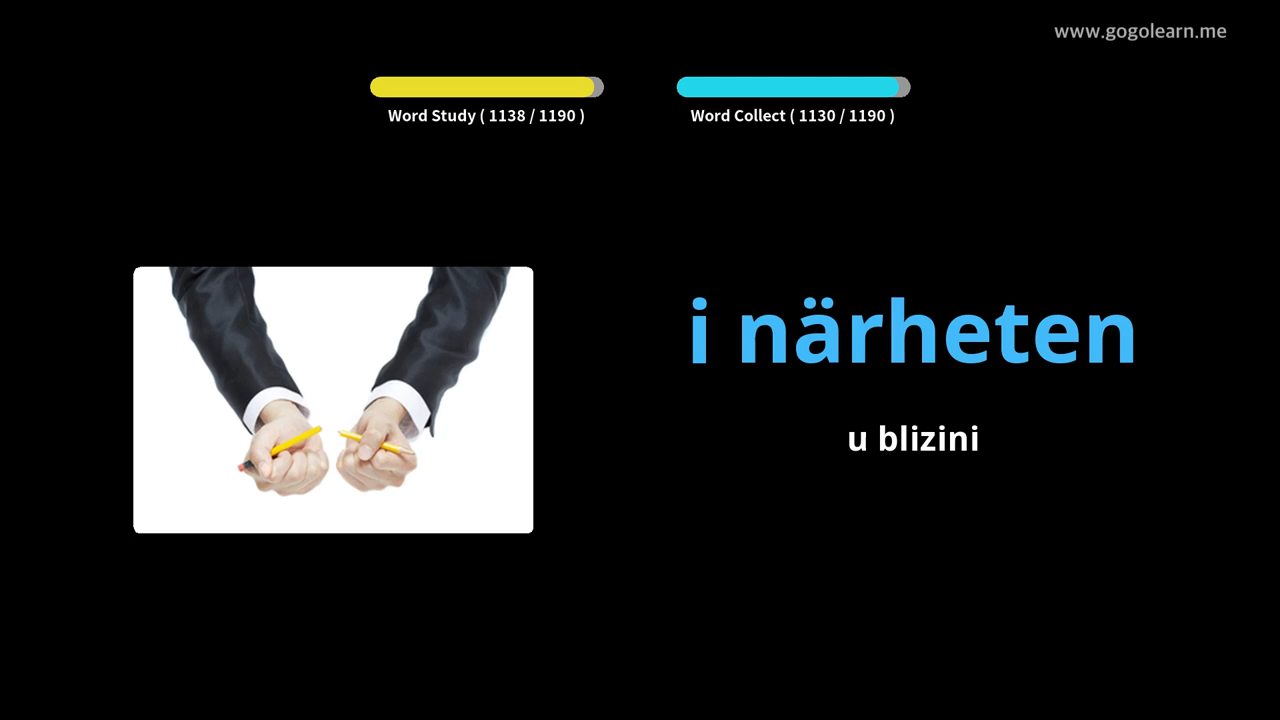 www.gogolearn.me
Word Study ( 1138 / 1190 )
Word Collect ( 1130 / 1190 )
i närheten
u blizini